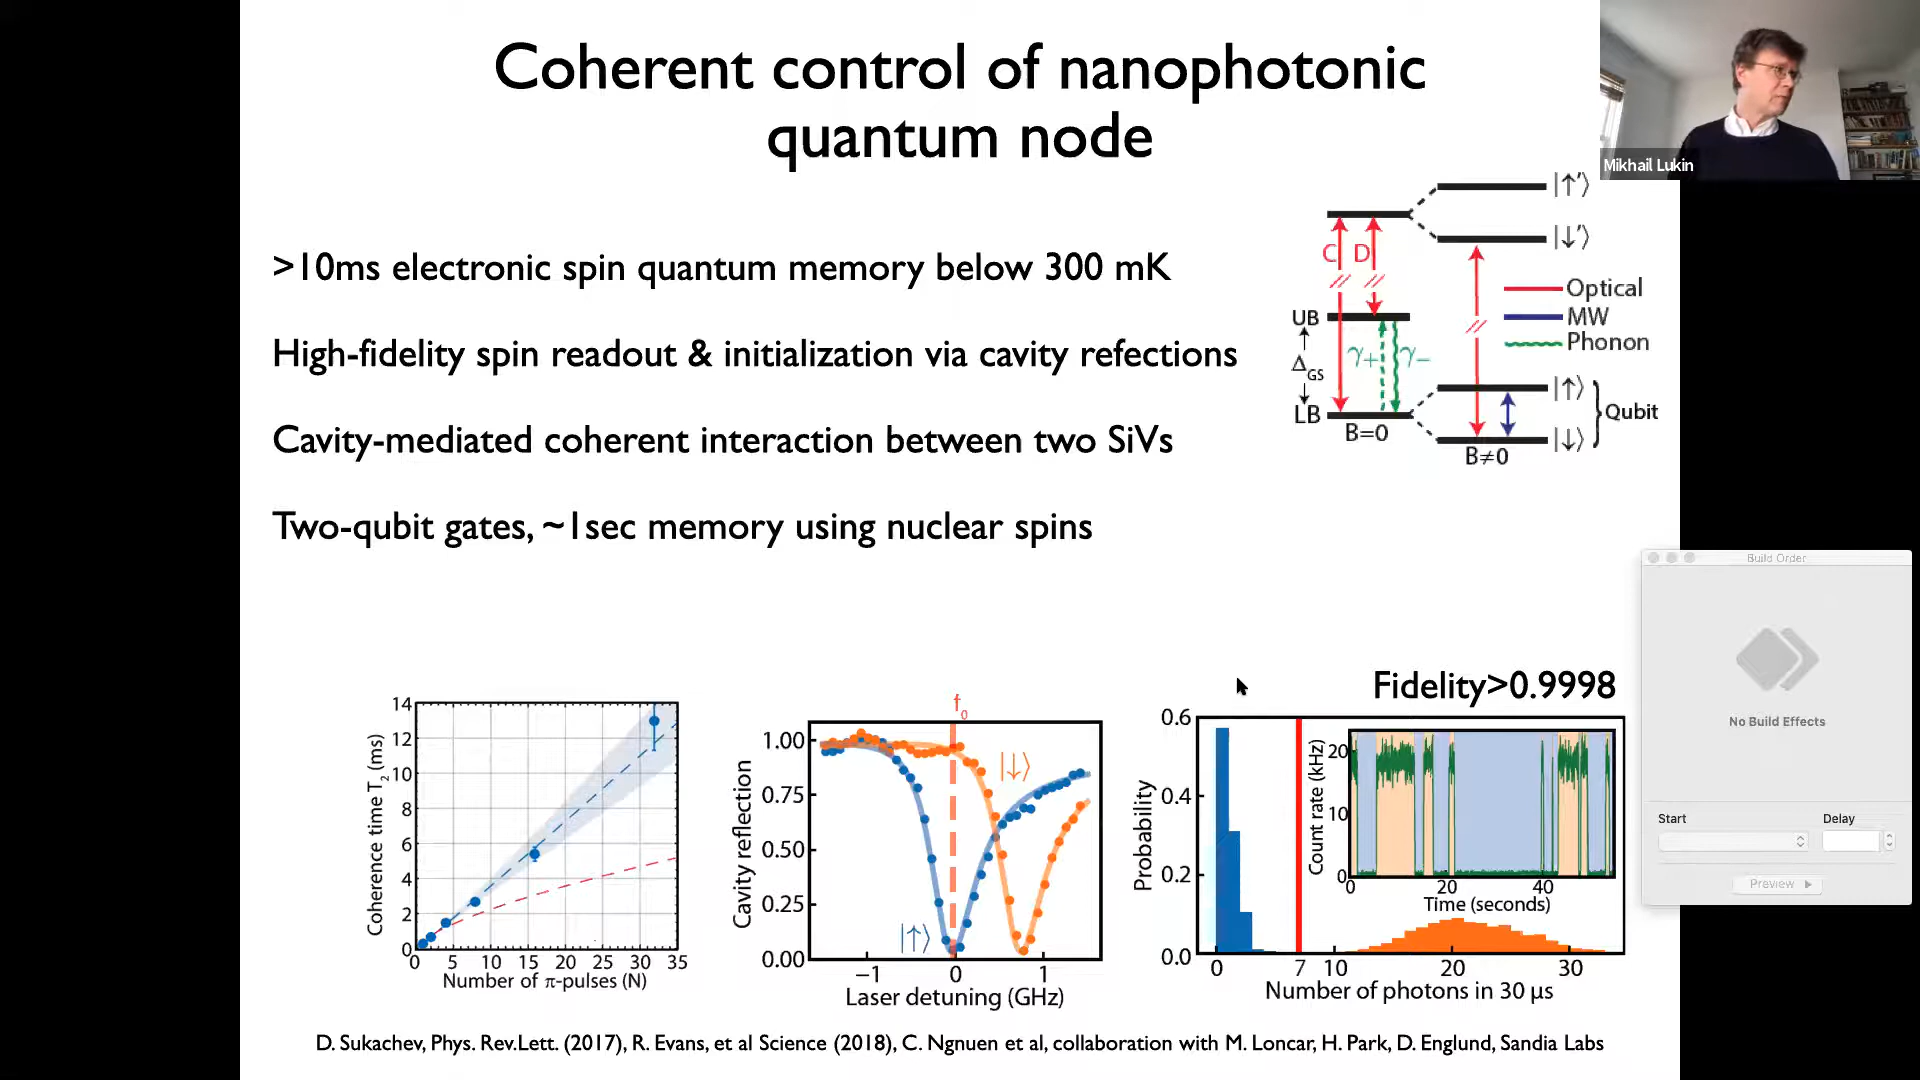 Coherent control of nanophotonic
quantum node
Mikhail Lukin
>10ms electronic spin quantum memory below 300 mK
High-fidelity spin readout & initialization via cavity refections
Cavity-mediated coherent interaction between two SiVs
Two-qubit gates, ~1sec memory using nuclear spins
|↑'⟩
|↓'⟩
C D
Optical
MW
Phonon
UB
Δ_GS
γ+ γ−
LB
B=0
|↑⟩
|↓⟩
Qubit
B≠0
Build Order
No Build Effects
Start
Delay
Preview
Coherence time T₂ (ms)
14
12
10
8
6
4
2
0
0 5 10 15 20 25 30 35
Number of π-pulses (N)
f₀
Cavity reflection
1.00
0.75
0.50
0.25
0.00
|↓⟩
|↑⟩
−1 0 1
Laser detuning (GHz)
Fidelity>0.9998
Probability
0.6
0.4
0.2
0.0
Count rate (kHz)
20
10
0
0 20 40
Time (seconds)
0 7 10 20 30
Number of photons in 30 μs
D. Sukachev, Phys. Rev.Lett. (2017), R. Evans, et al Science (2018), C. Ngnuen et al, collaboration with M. Loncar, H. Park, D. Englund, Sandia Labs